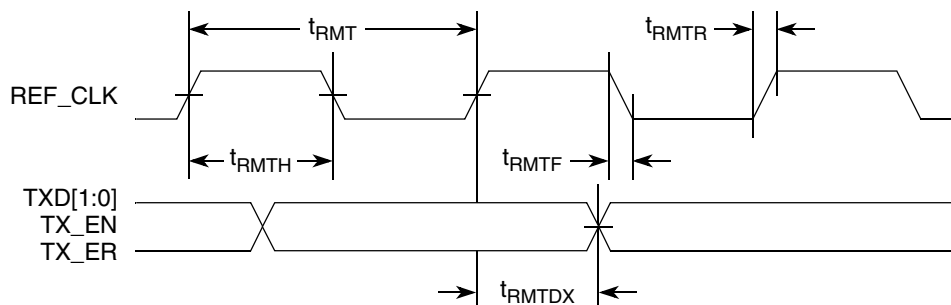 tRMT
tRMTR
REF_CLK
tRMTH
tRMTF
TXD[1:0]
TX_EN
TX_ER
tRMTDX